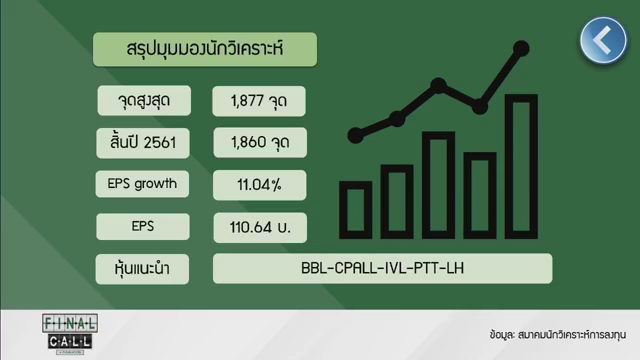 สรุปมุมมองนักวิเคราะห์
จุดสูงสุด 1,877 จุด
สิ้นปี 2561 1,860 จุด
EPS growth 11.04%
EPS 110.64 บ.
หุ้นแนะนำ BBL-CPALL-IVL-PTT-LH
FINAL
CALL
ข้อมูล: สมาคมนักวิเคราะห์การลงทุน